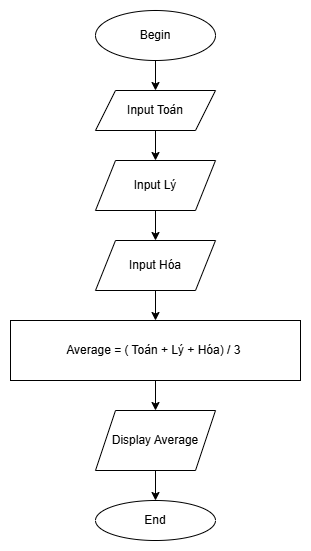 Begin
Input Toán
Input Lý
Input Hóa
Average = ( Toán + Lý + Hóa) / 3
Display Average
End